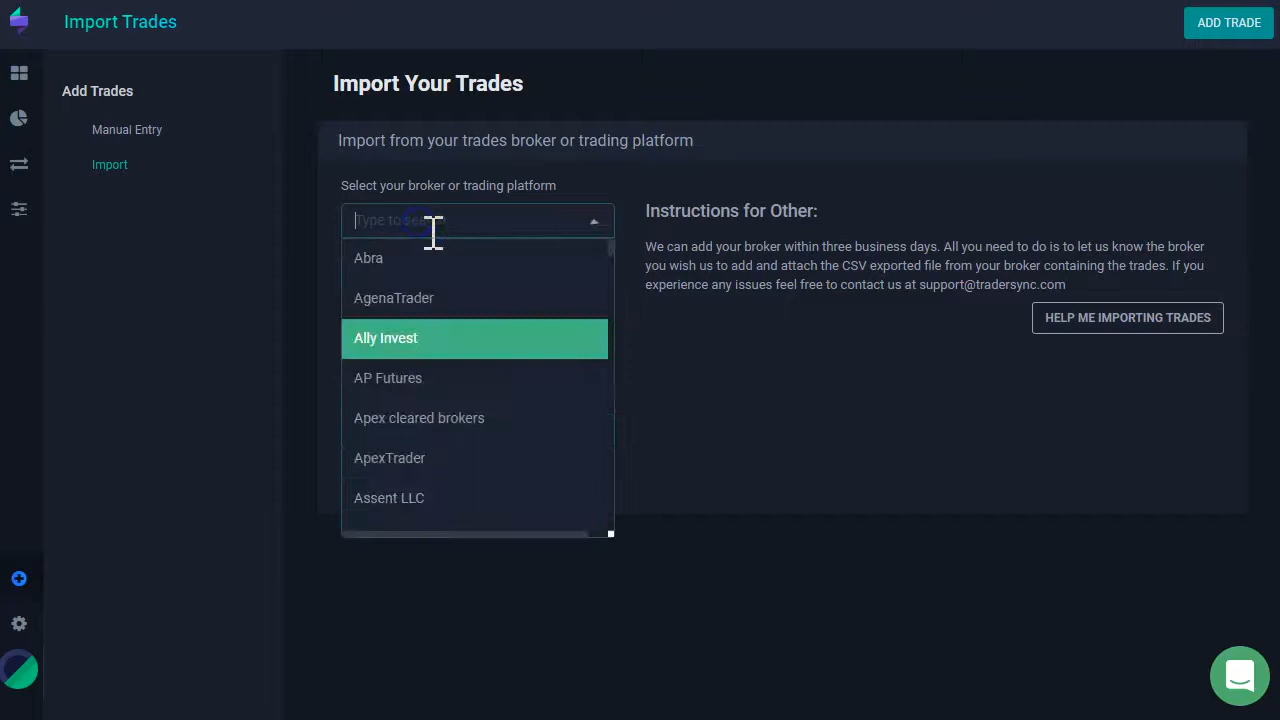 Import Trades
ADD TRADE
Add Trades
Manual Entry
Import
Import Your Trades
Import from your trades broker or trading platform
Select your broker or trading platform
Type to sea
Abra
AgenaTrader
Ally Invest
AP Futures
Apex cleared brokers
ApexTrader
Assent LLC
Instructions for Other:
We can add your broker within three business days. All you need to do is to let us know the broker
you wish us to add and attach the CSV exported file from your broker containing the trades. If you
experience any issues feel free to contact us at support@tradersync.com
HELP ME IMPORTING TRADES